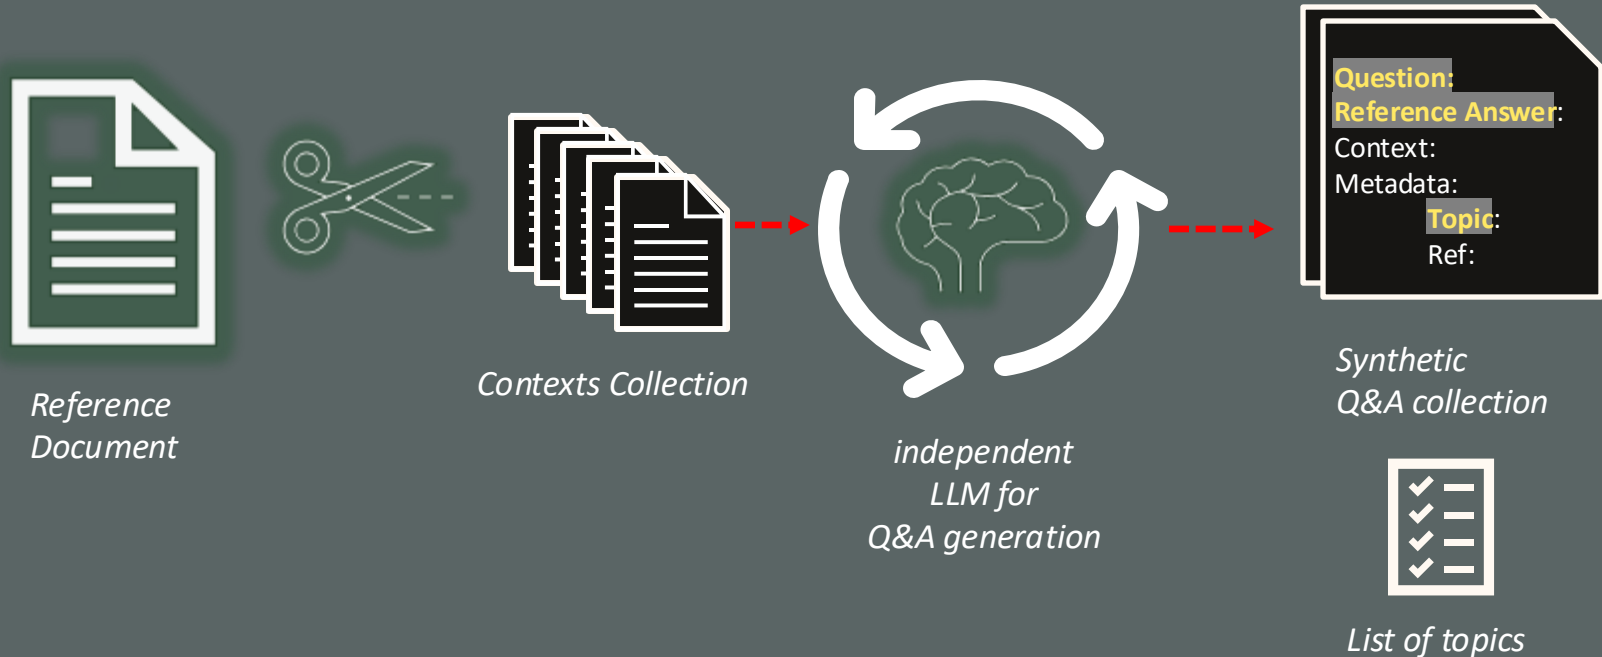 Reference
Document
Contexts Collection
independent
LLM for
Q&A generation
Question:
Reference Answer:
Context:
Metadata:
Topic:
Ref:
Synthetic
Q&A collection
List of topics